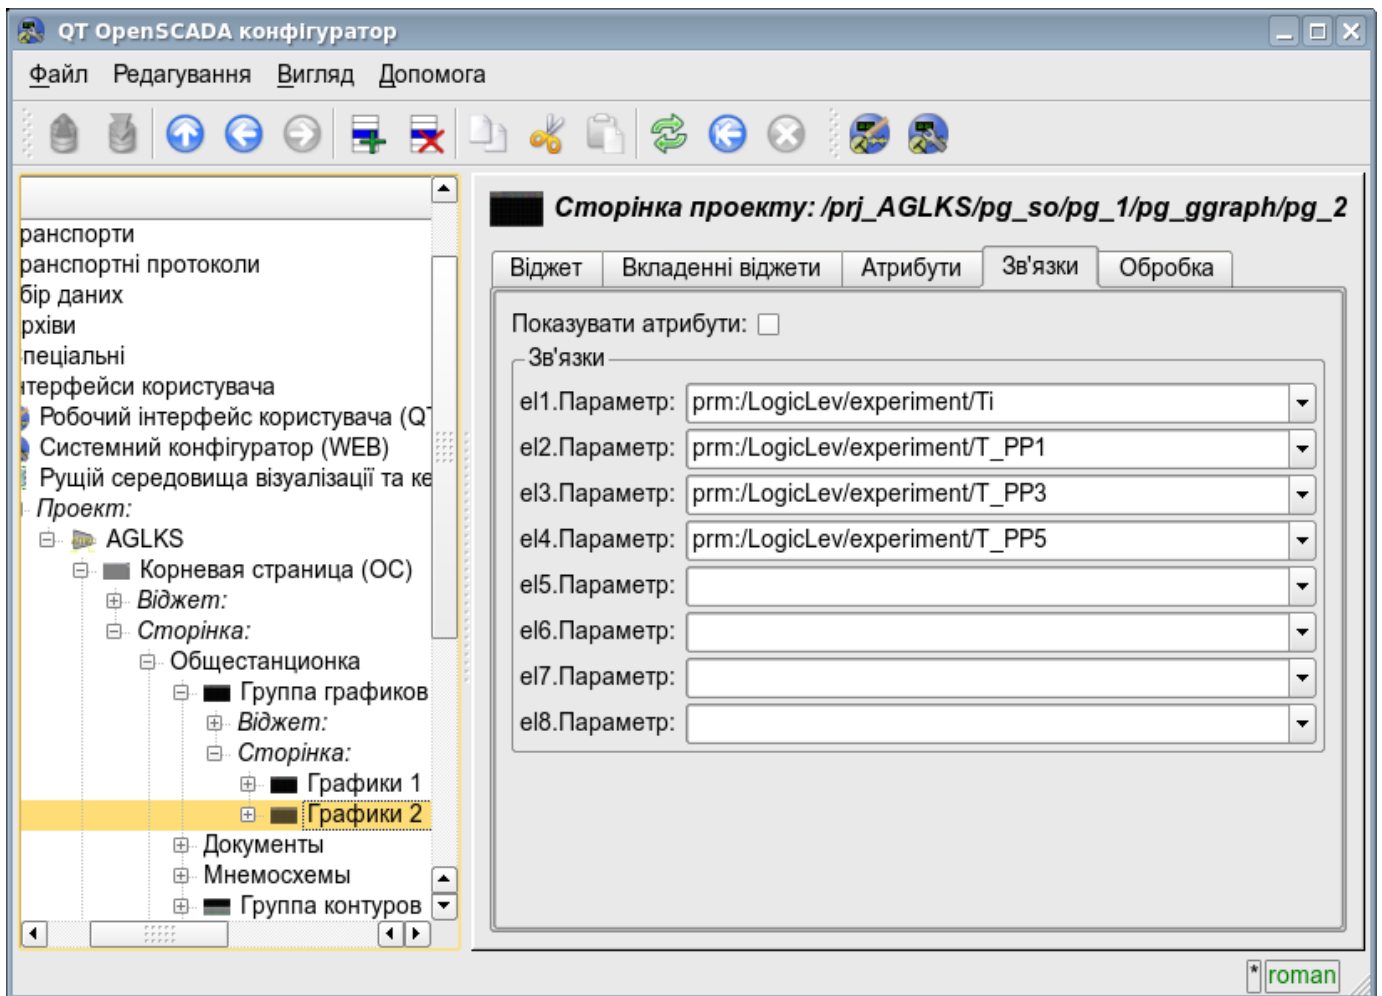 QT OpenSCADA конфігуратор
Файл Редагування Вигляд Допомога
ранспорти
ранспортні протоколи
бір даних
рхіви
пеціальні
нтерфейси користувача
Робочий інтерфейс користувача (QT
Системний конфігуратор (WEB)
Рущій середовища візуалізації та ке
Проект:
AGLKS
Корневая страница (ОС)
Віджет:
Сторінка:
Общестанционка
Группа графиков
Віджет:
Сторінка:
Графики 1
Графики 2
Документы
Мнемосхемы
Группа контуров
Сторінка проекту: /prj_AGLKS/pg_so/pg_1/pg_ggraph/pg_2
Віджет Вкладенні віджети Атрибути Зв'язки Обробка
Показувати атрибути:
Зв'язки
el1.Параметр: prm:/LogicLev/experiment/Ti
el2.Параметр: prm:/LogicLev/experiment/T_PP1
el3.Параметр: prm:/LogicLev/experiment/T_PP3
el4.Параметр: prm:/LogicLev/experiment/T_PP5
el5.Параметр:
el6.Параметр:
el7.Параметр:
el8.Параметр:
* roman